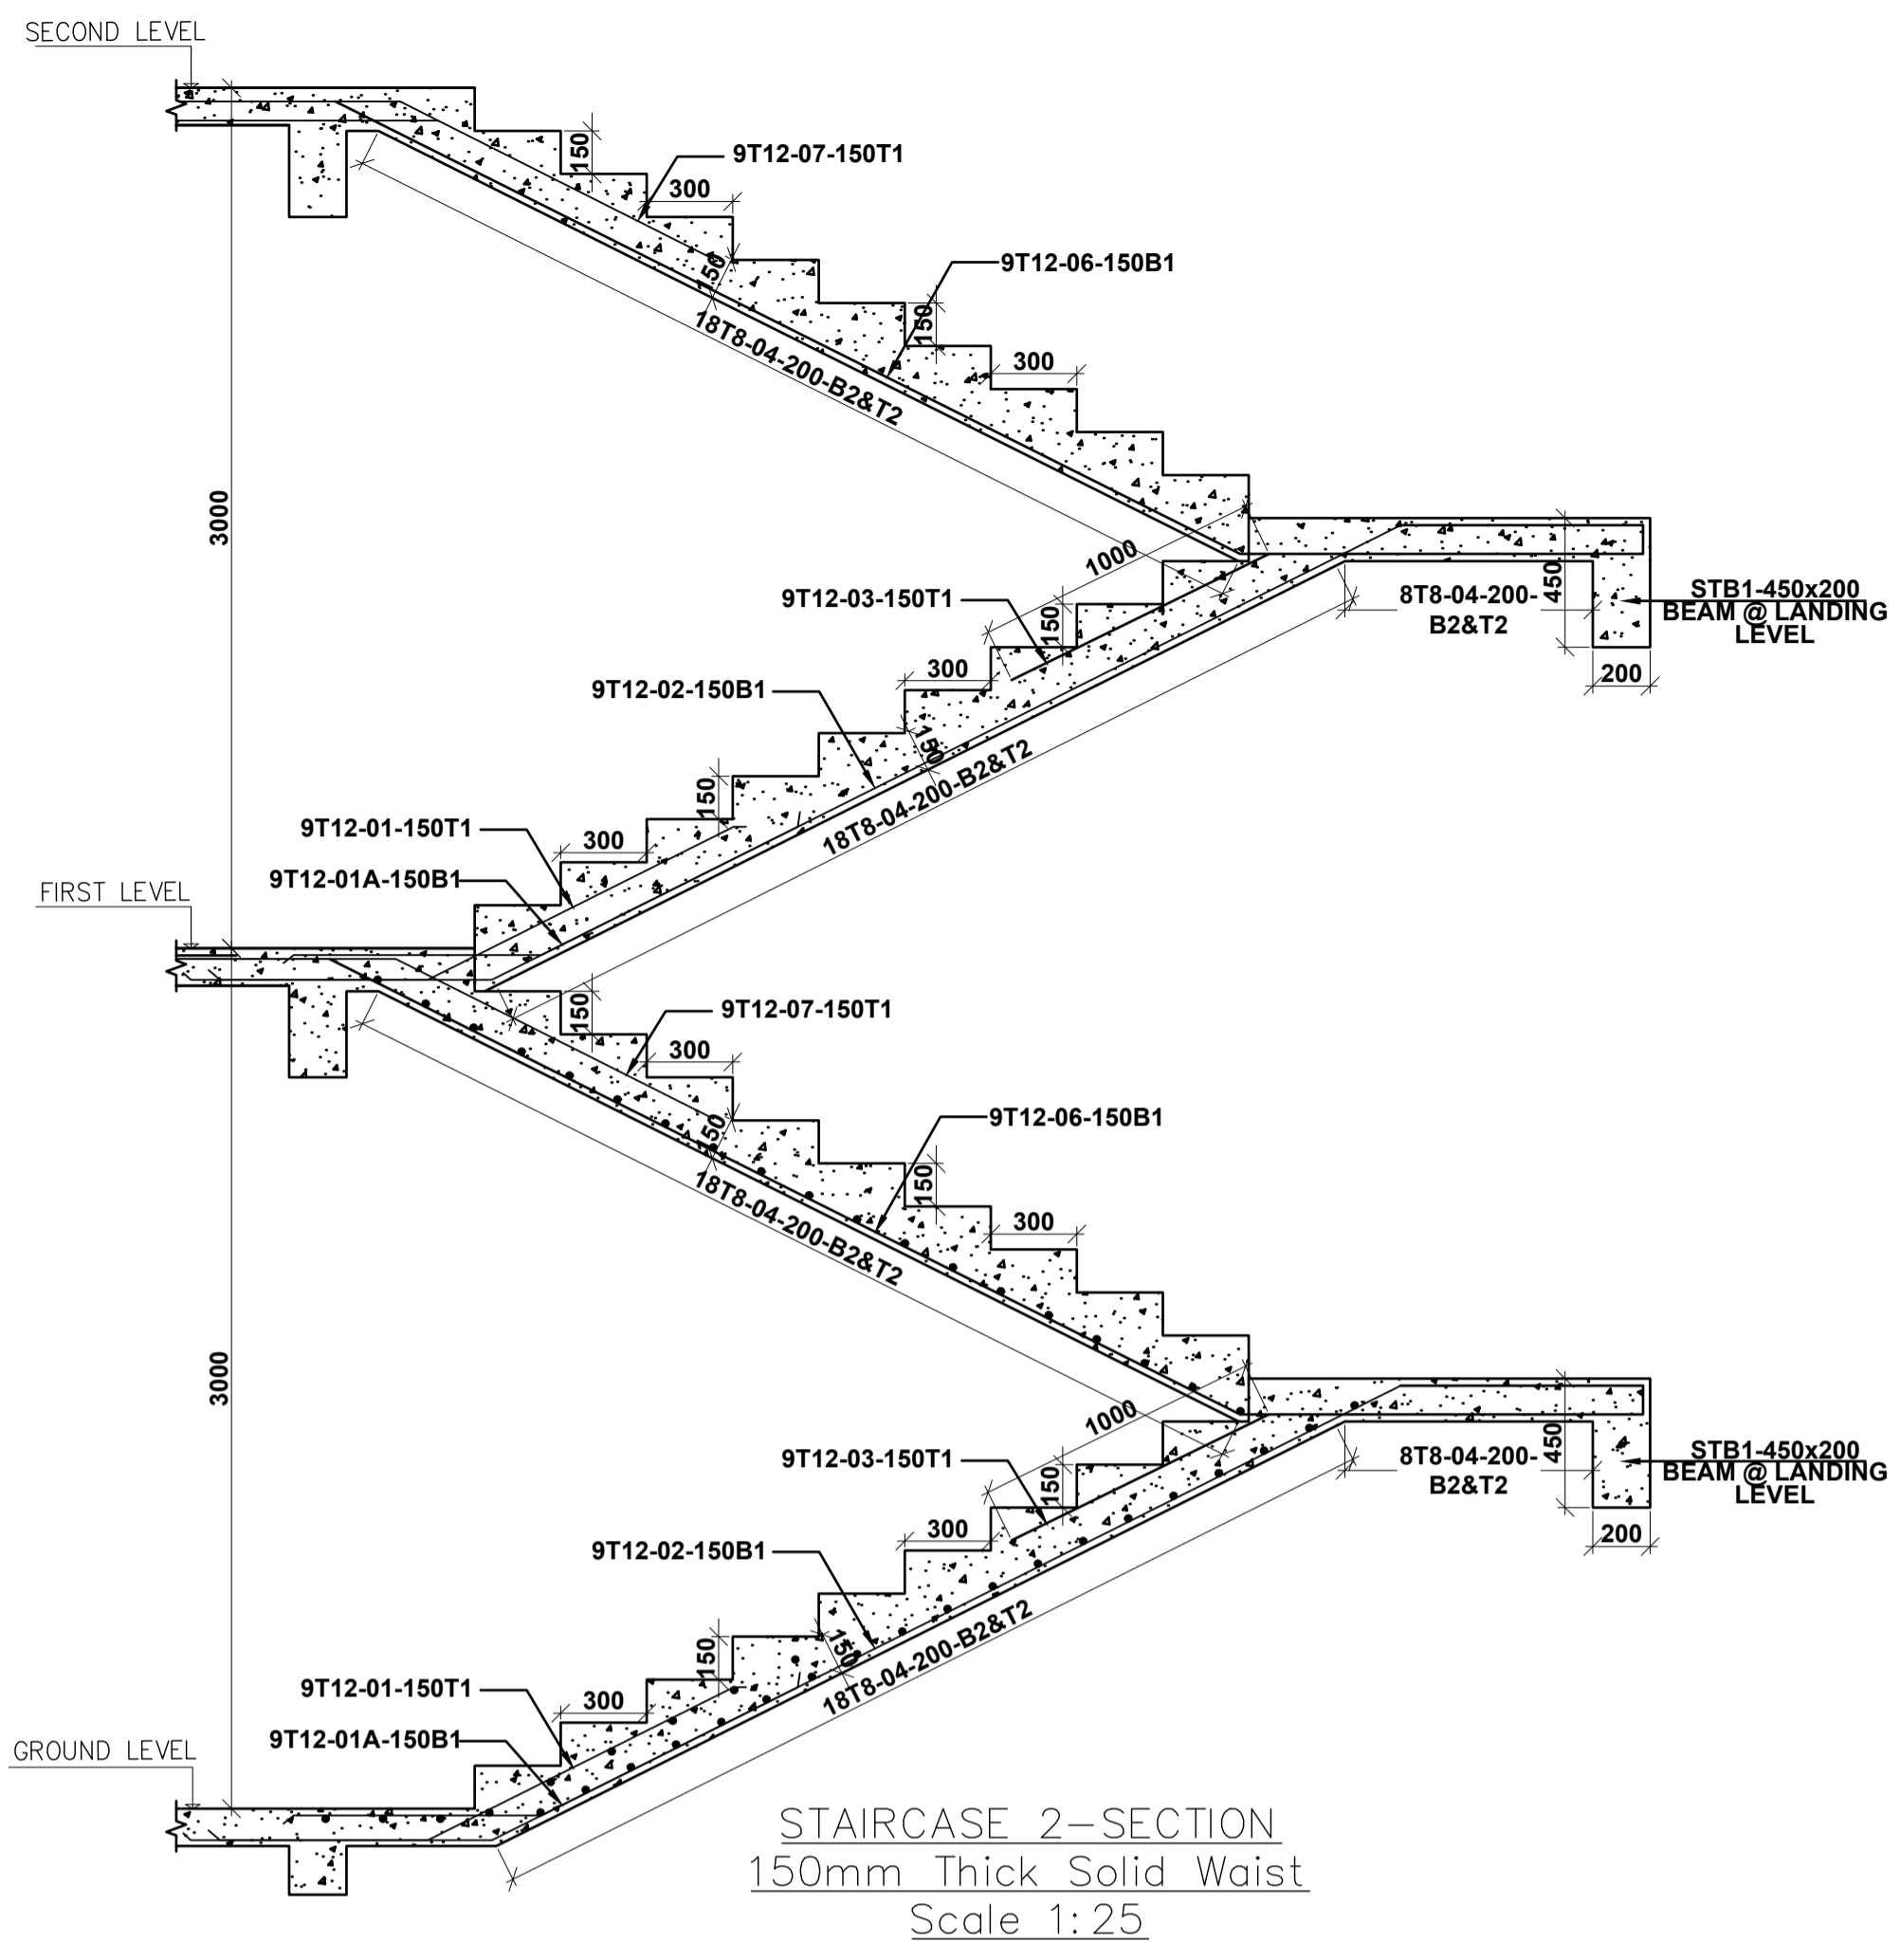 SECOND LEVEL
150
9T12-07-150T1
300
9T12-06-150B1
150
18T8-04-200-B2&T2
150
300
3000
1000
9T12-03-150T1
150
8T8-04-200-
B2&T2
450
STB1-450x200
BEAM @ LANDING
LEVEL
200
300
9T12-02-150B1
150
18T8-04-200-B2&T2
150
9T12-01-150T1
300
9T12-01A-150B1
FIRST LEVEL
150
9T12-07-150T1
300
9T12-06-150B1
150
18T8-04-200-B2&T2
150
300
3000
1000
9T12-03-150T1
150
8T8-04-200-
B2&T2
450
STB1-450x200
BEAM @ LANDING
LEVEL
200
300
9T12-02-150B1
150
18T8-04-200-B2&T2
150
9T12-01-150T1
300
9T12-01A-150B1
GROUND LEVEL
STAIRCASE 2-SECTION
150mm Thick Solid Waist
Scale 1:25